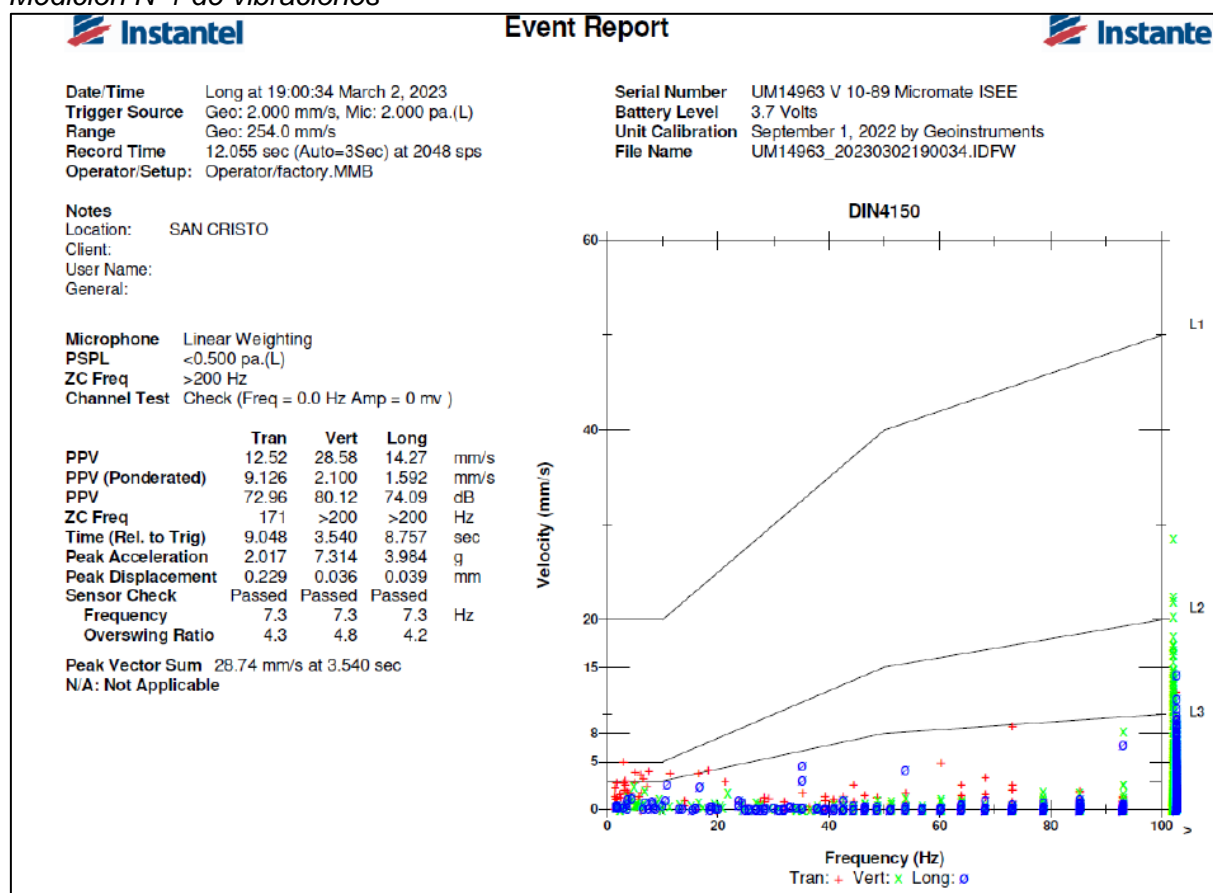 Medición N°1 de vibraciones
Instantel
Event Report
Instante
Date/Time Long at 19:00:34 March 2, 2023
Trigger Source Geo: 2.000 mm/s, Mic: 2.000 pa.(L)
Range Geo: 254.0 mm/s
Record Time 12.055 sec (Auto=3Sec) at 2048 sps
Operator/Setup: Operator/factory.MMB
Serial Number UM14963 V 10-89 Micromate ISEE
Battery Level 3.7 Volts
Unit Calibration September 1, 2022 by Geoinstruments
File Name UM14963_20230302190034.IDFW
Notes
Location: SAN CRISTO
Client:
User Name:
General:
Microphone Linear Weighting
PSPL <0.500 pa.(L)
ZC Freq >200 Hz
Channel Test Check (Freq = 0.0 Hz Amp = 0 mv )
Tran Vert Long
PPV 12.52 28.58 14.27 mm/s
PPV (Ponderated) 9.126 2.100 1.592 mm/s
PPV 72.96 80.12 74.09 dB
ZC Freq 171 >200 >200 Hz
Time (Rel. to Trig) 9.048 3.540 8.757 sec
Peak Acceleration 2.017 7.314 3.984 g
Peak Displacement 0.229 0.036 0.039 mm
Sensor Check Passed Passed Passed
Frequency 7.3 7.3 7.3 Hz
Overswing Ratio 4.3 4.8 4.2
Peak Vector Sum 28.74 mm/s at 3.540 sec
N/A: Not Applicable
DIN4150
60
L1
40
Velocity (mm/s)
20
L2
15
L3
8
5
0
0 20 40 60 80 100 >
Frequency (Hz)
Tran: + Vert: x Long: ø